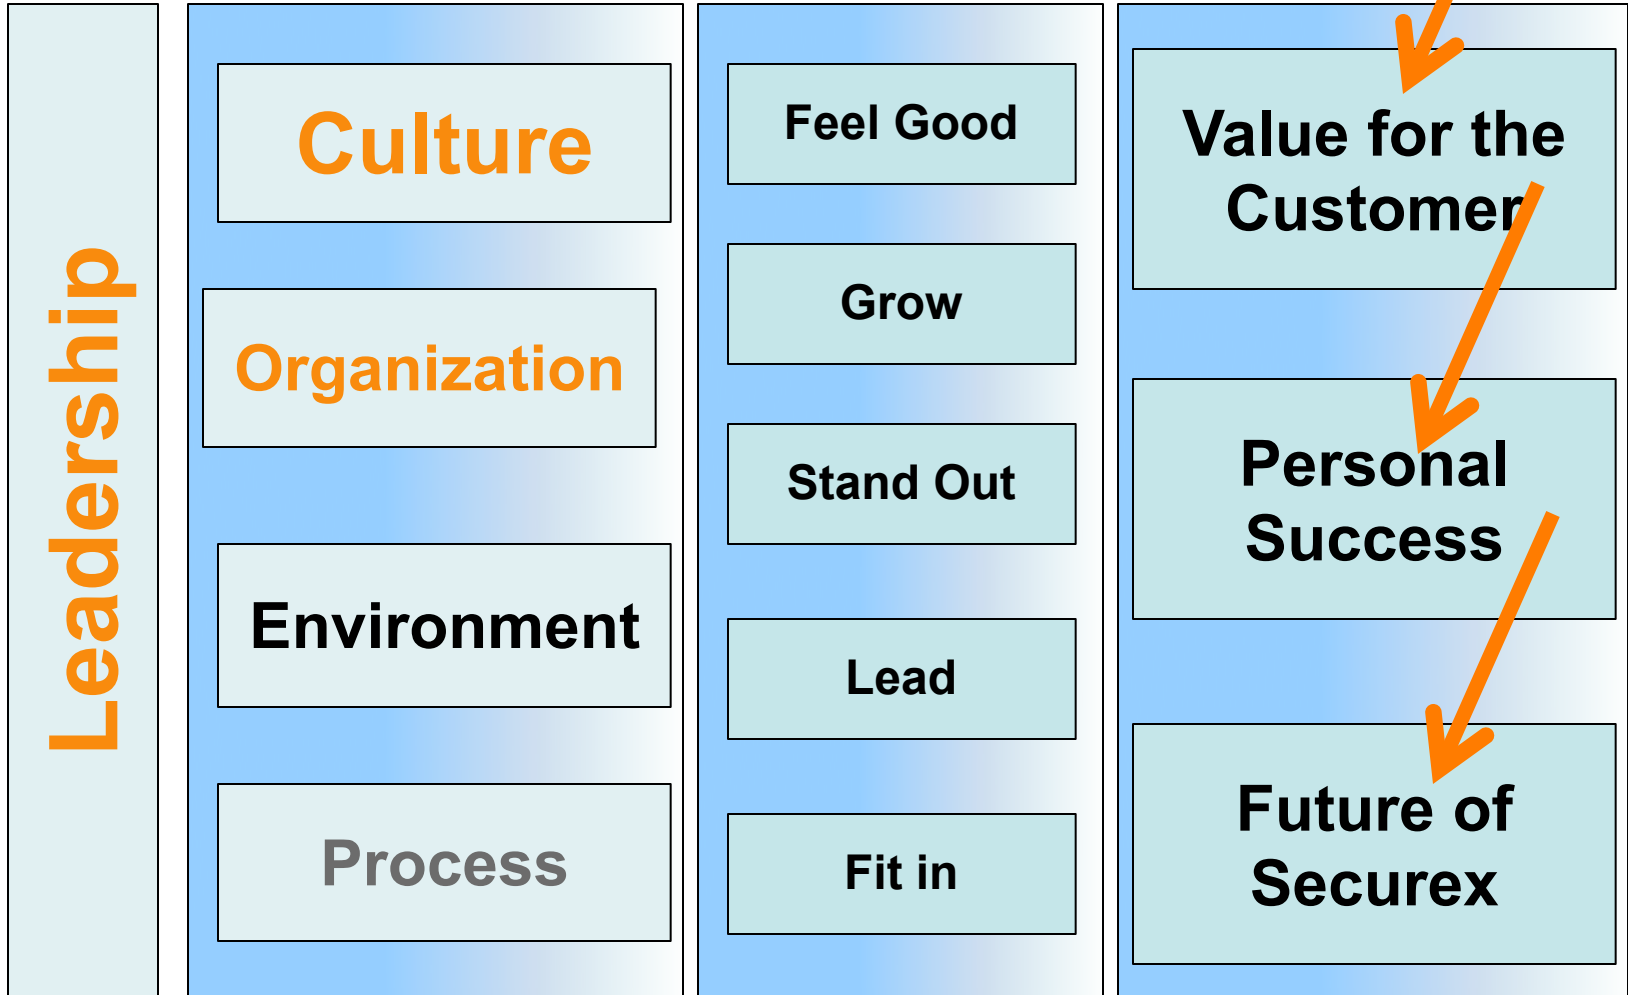 Leadership
Culture
Organization
Environment
Process
Feel Good
Grow
Stand Out
Lead
Fit in
Value for the
Customer
Personal
Success
Future of
Securex